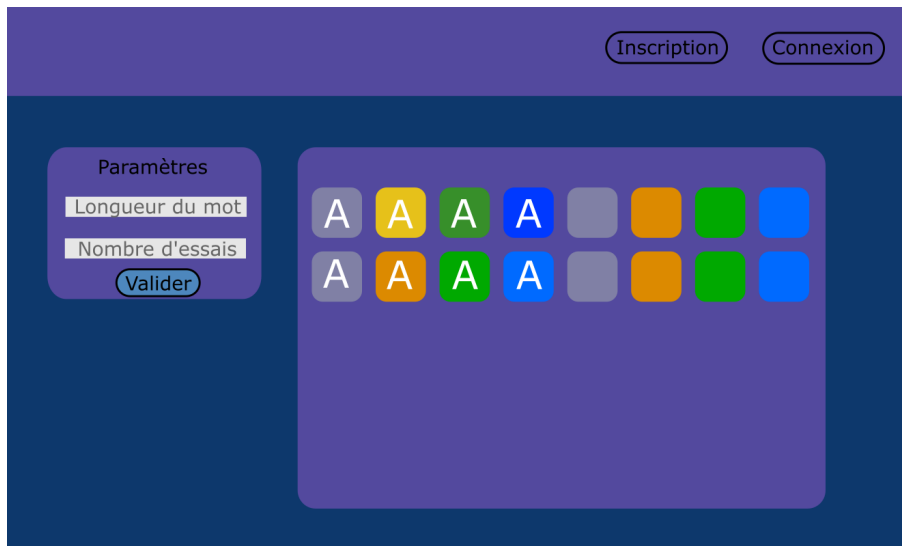 Inscription Connexion
Paramètres
Longueur du mot
Nombre d'essais
Valider
A A A A
A A A A